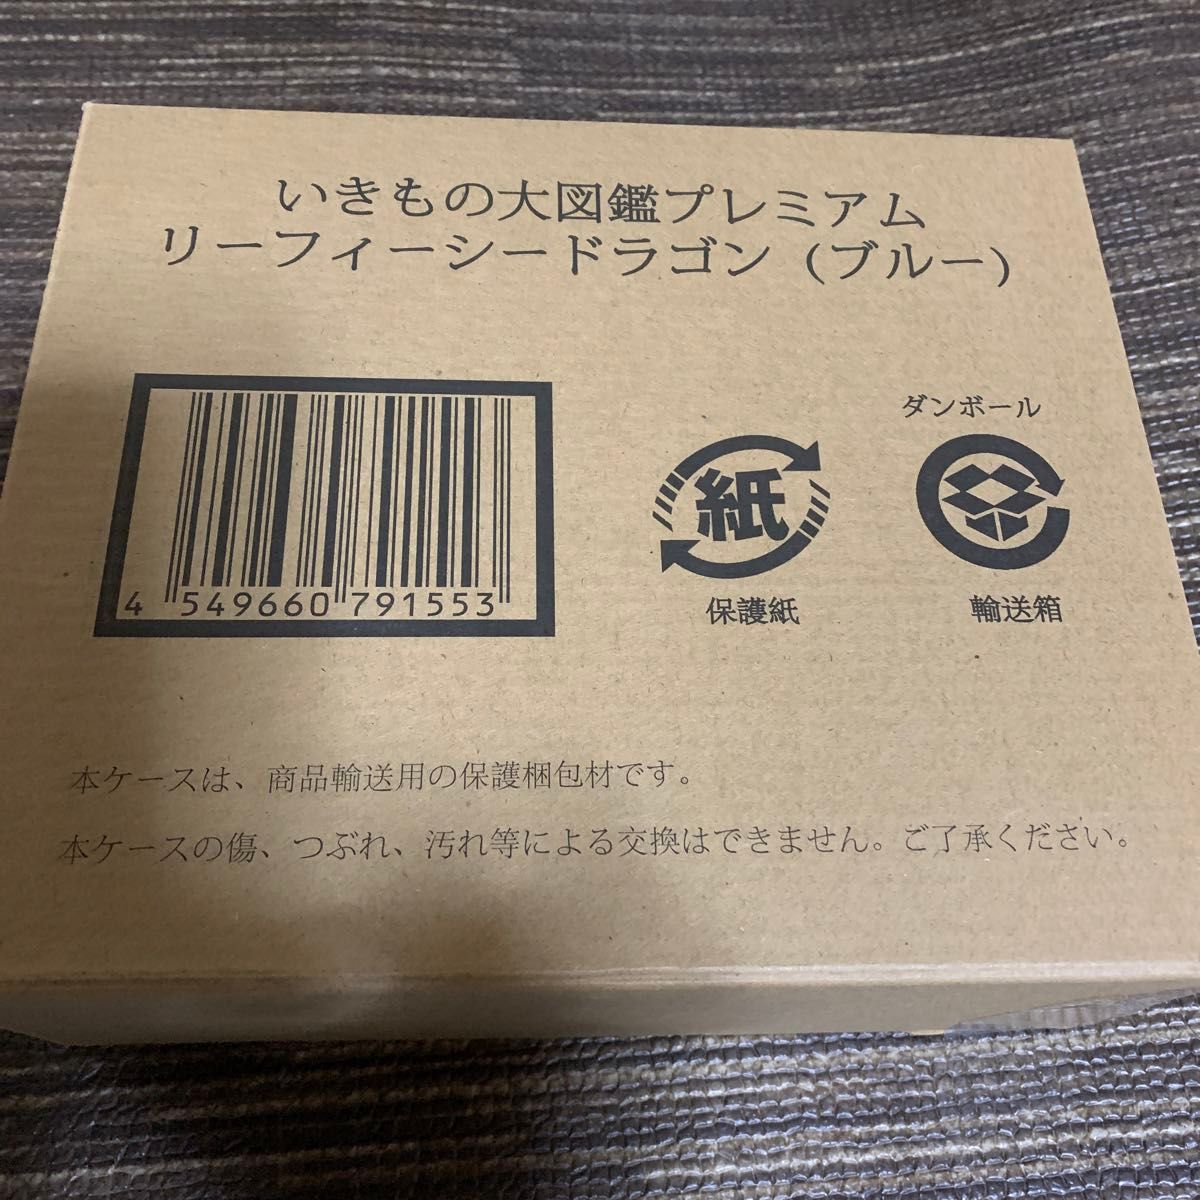 いきもの大図鑑プレミアム
リーフィーシードラゴン (ブルー)
4 549660 791553
紙
保護紙
ダンボール
輸送箱
本ケースは、商品輸送用の保護梱包材です。
本ケースの傷、つぶれ、汚れ等による交換はできません。ご了承ください。